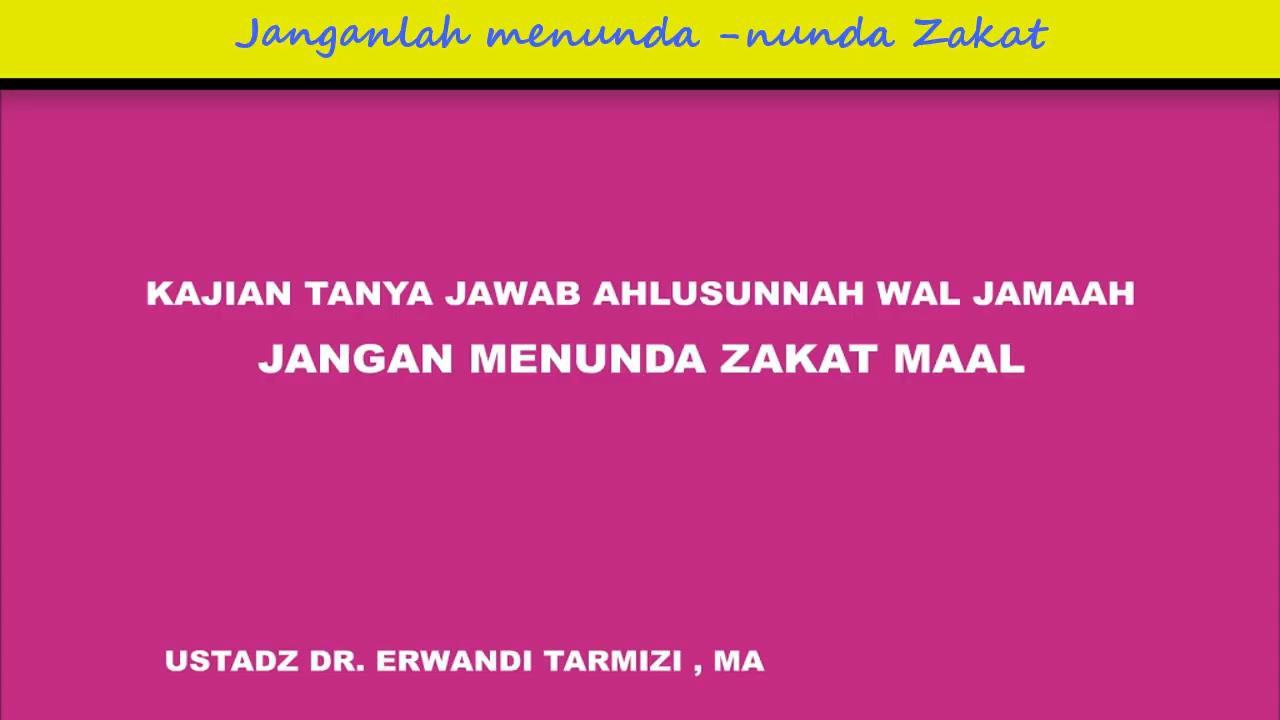 Janganlah menunda -nunda Zakat
KAJIAN TANYA JAWAB AHLUSUNNAH WAL JAMAAH
JANGAN MENUNDA ZAKAT MAAL
USTADZ DR. ERWANDI TARMIZI , MA